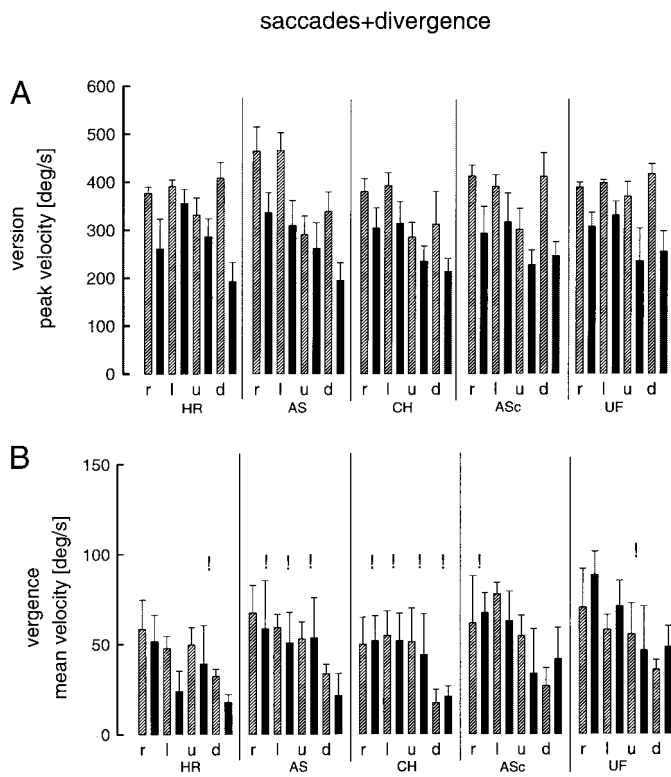 saccades+divergence
A
version
peak velocity [deg/s]
600
500
400
300
200
100
0
r l u d r l u d r l u d r l u d r l u d
HR AS CH ASc UF
B
vergence
mean velocity [deg/s]
150
100
50
0
! ! ! ! ! ! ! ! ! !
r l u d r l u d r l u d r l u d r l u d
HR AS CH ASc UF